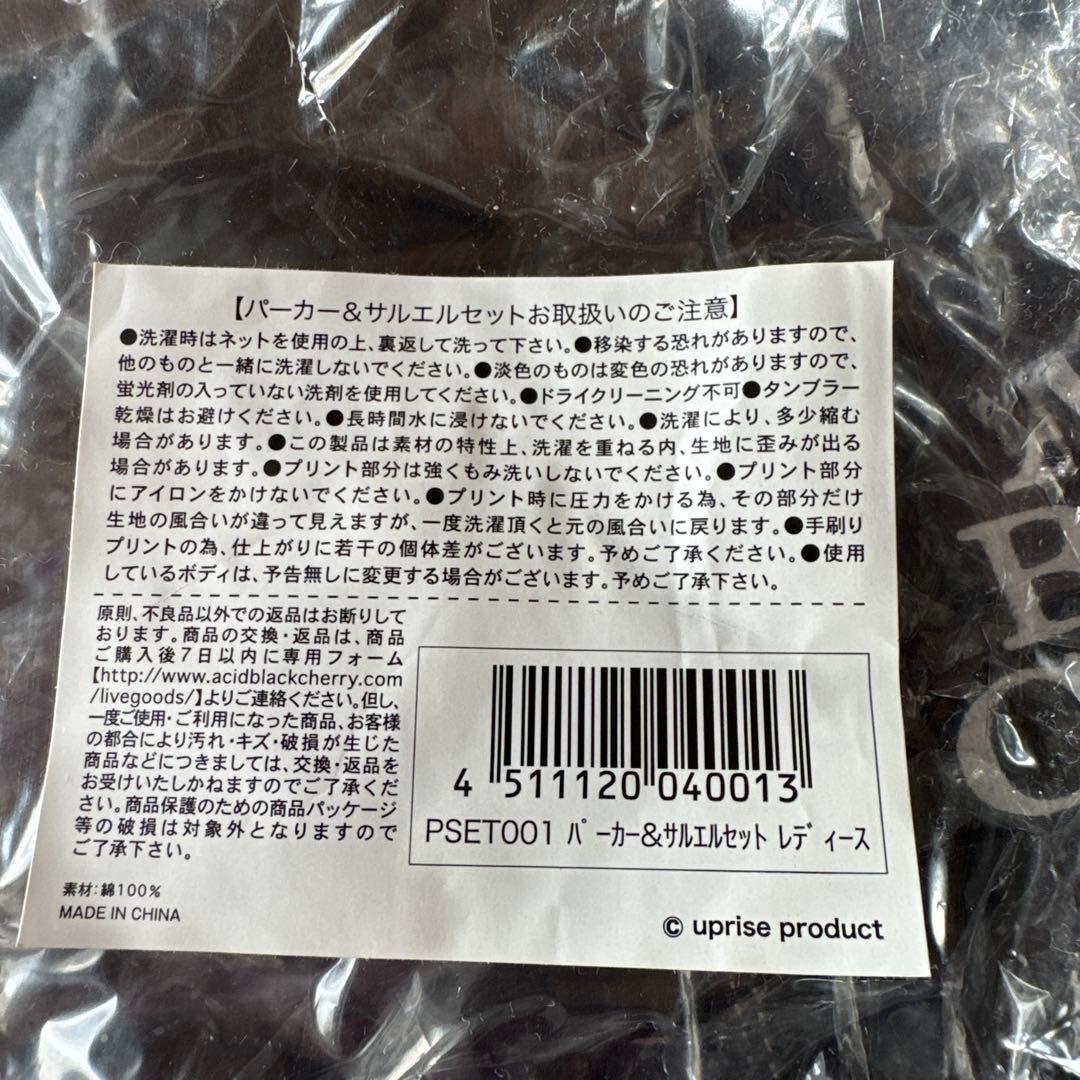 【パーカー&サルエルセットお取扱いのご注意】
●洗濯時はネットを使用の上、裏返して洗って下さい。●移染する恐れがありますので、
他のものと一緒に洗濯しないでください。●淡色のものは変色の恐れがありますので、
蛍光剤の入っていない洗剤を使用してください。●ドライクリーニング不可●タンブラー
乾燥はお避けください。●長時間水に浸けないでください。●洗濯により、多少縮む
場合があります。●この製品は素材の特性上、洗濯を重ねる内、生地に歪みが出る
場合があります。●プリント部分は強くもみ洗いしないでください。●プリント部分
にアイロンをかけないでください。●プリント時に圧力をかける為、その部分だけ
生地の風合いが違って見えますが、一度洗濯頂くと元の風合いに戻ります。●手刷り
プリントの為、仕上がりに若干の個体差がございます。予めご了承ください。●使用
しているボディは、予告無しに変更する場合がございます。予めご了承下さい。
原則、不良品以外での返品はお断りして
おります。商品の交換・返品は、商品
ご購入後7日以内に専用フォーム
【http://www.acidblackcherry.com
/livegoods/】よりご連絡ください。但し、
一度ご使用・ご利用になった商品、お客様
の都合により汚れ・キズ・破損が生じた
商品などにつきましては、交換・返品を
お受けいたしかねますのでご了承くだ
さい。商品保護のための商品パッケージ
等の破損は対象外となりますので
ご了承下さい。
4 511120 040013
PSET001 パーカー&サルエルセット レディース
素材:綿100%
MADE IN CHINA
© uprise product
B
C